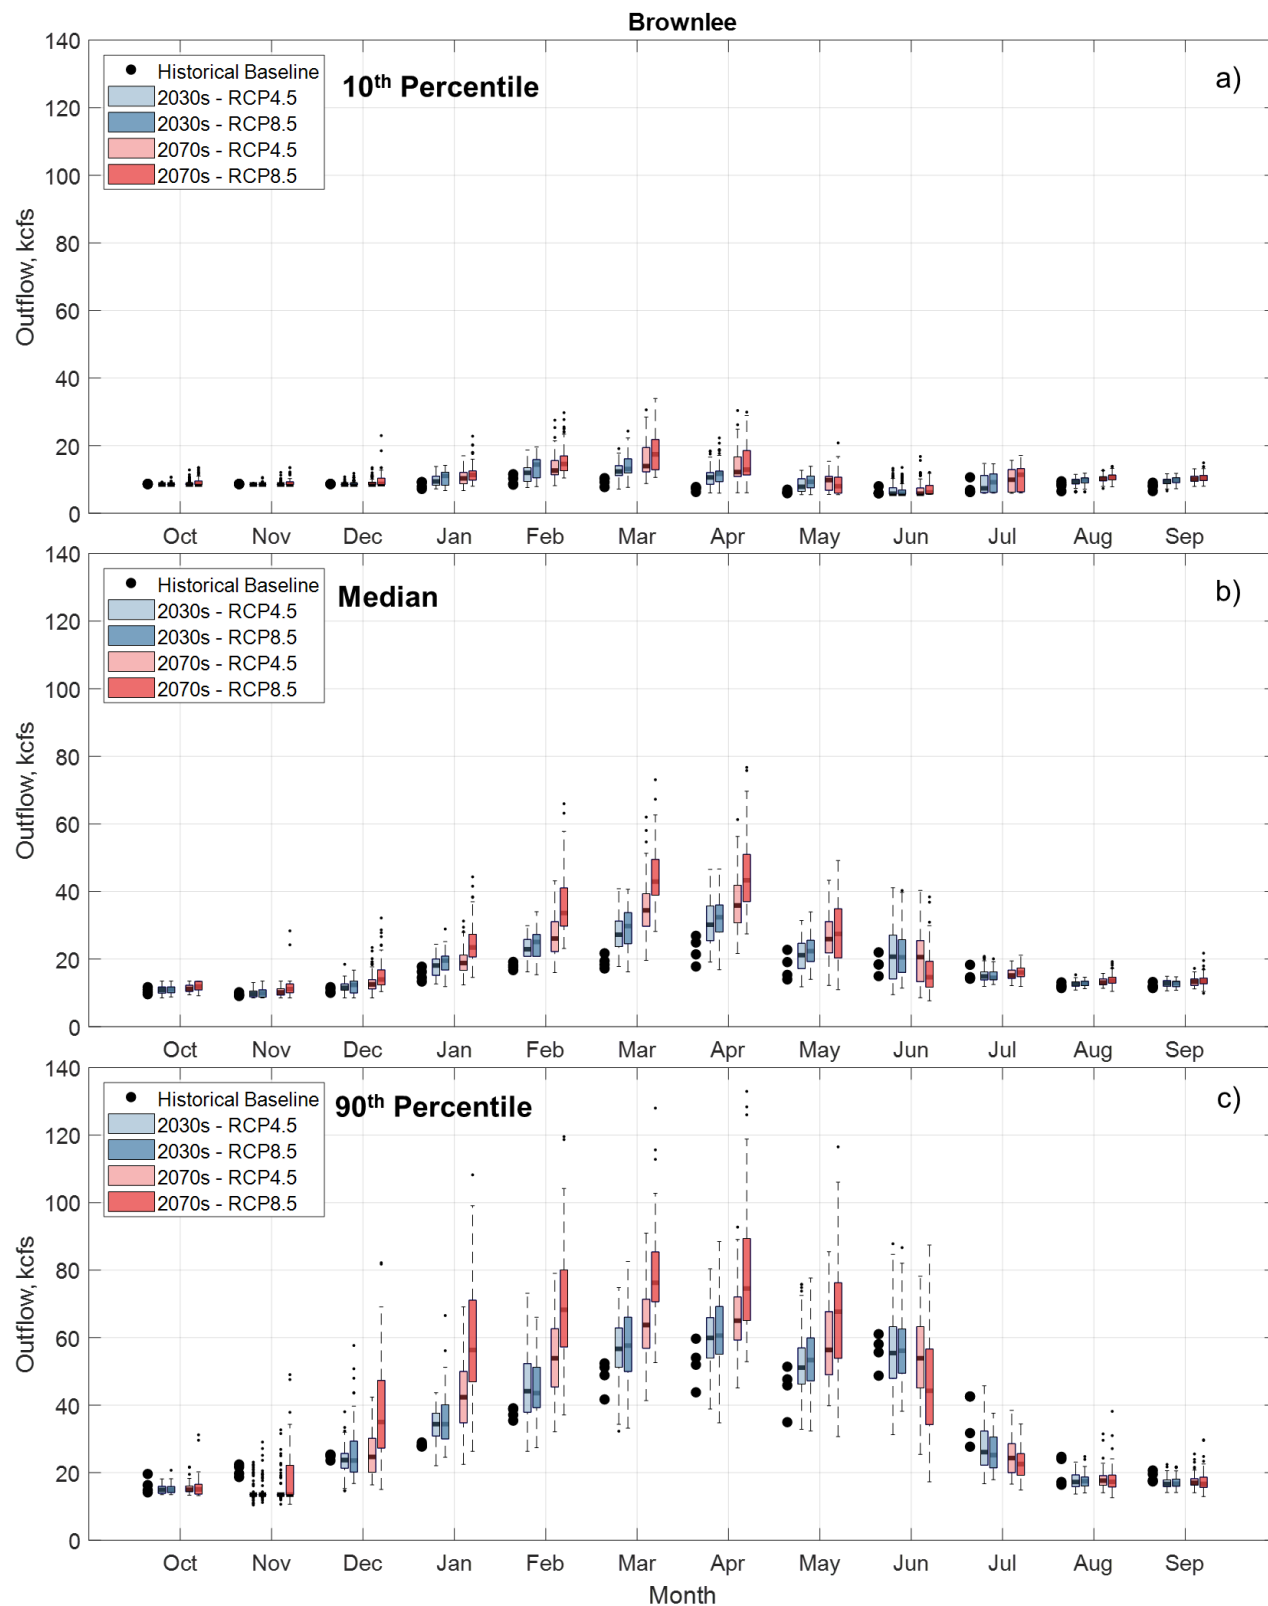 Brownlee
140
120
100
80
60
40
20
0
Outflow, kcfs
Historical Baseline
2030s - RCP4.5
2030s - RCP8.5
2070s - RCP4.5
2070s - RCP8.5
10th Percentile
a)
Oct Nov Dec Jan Feb Mar Apr May Jun Jul Aug Sep
140
120
100
80
60
40
20
0
Outflow, kcfs
Historical Baseline
2030s - RCP4.5
2030s - RCP8.5
2070s - RCP4.5
2070s - RCP8.5
Median
b)
Oct Nov Dec Jan Feb Mar Apr May Jun Jul Aug Sep
140
120
100
80
60
40
20
0
Outflow, kcfs
Historical Baseline
2030s - RCP4.5
2030s - RCP8.5
2070s - RCP4.5
2070s - RCP8.5
90th Percentile
c)
Oct Nov Dec Jan Feb Mar Apr May Jun Jul Aug Sep
Month